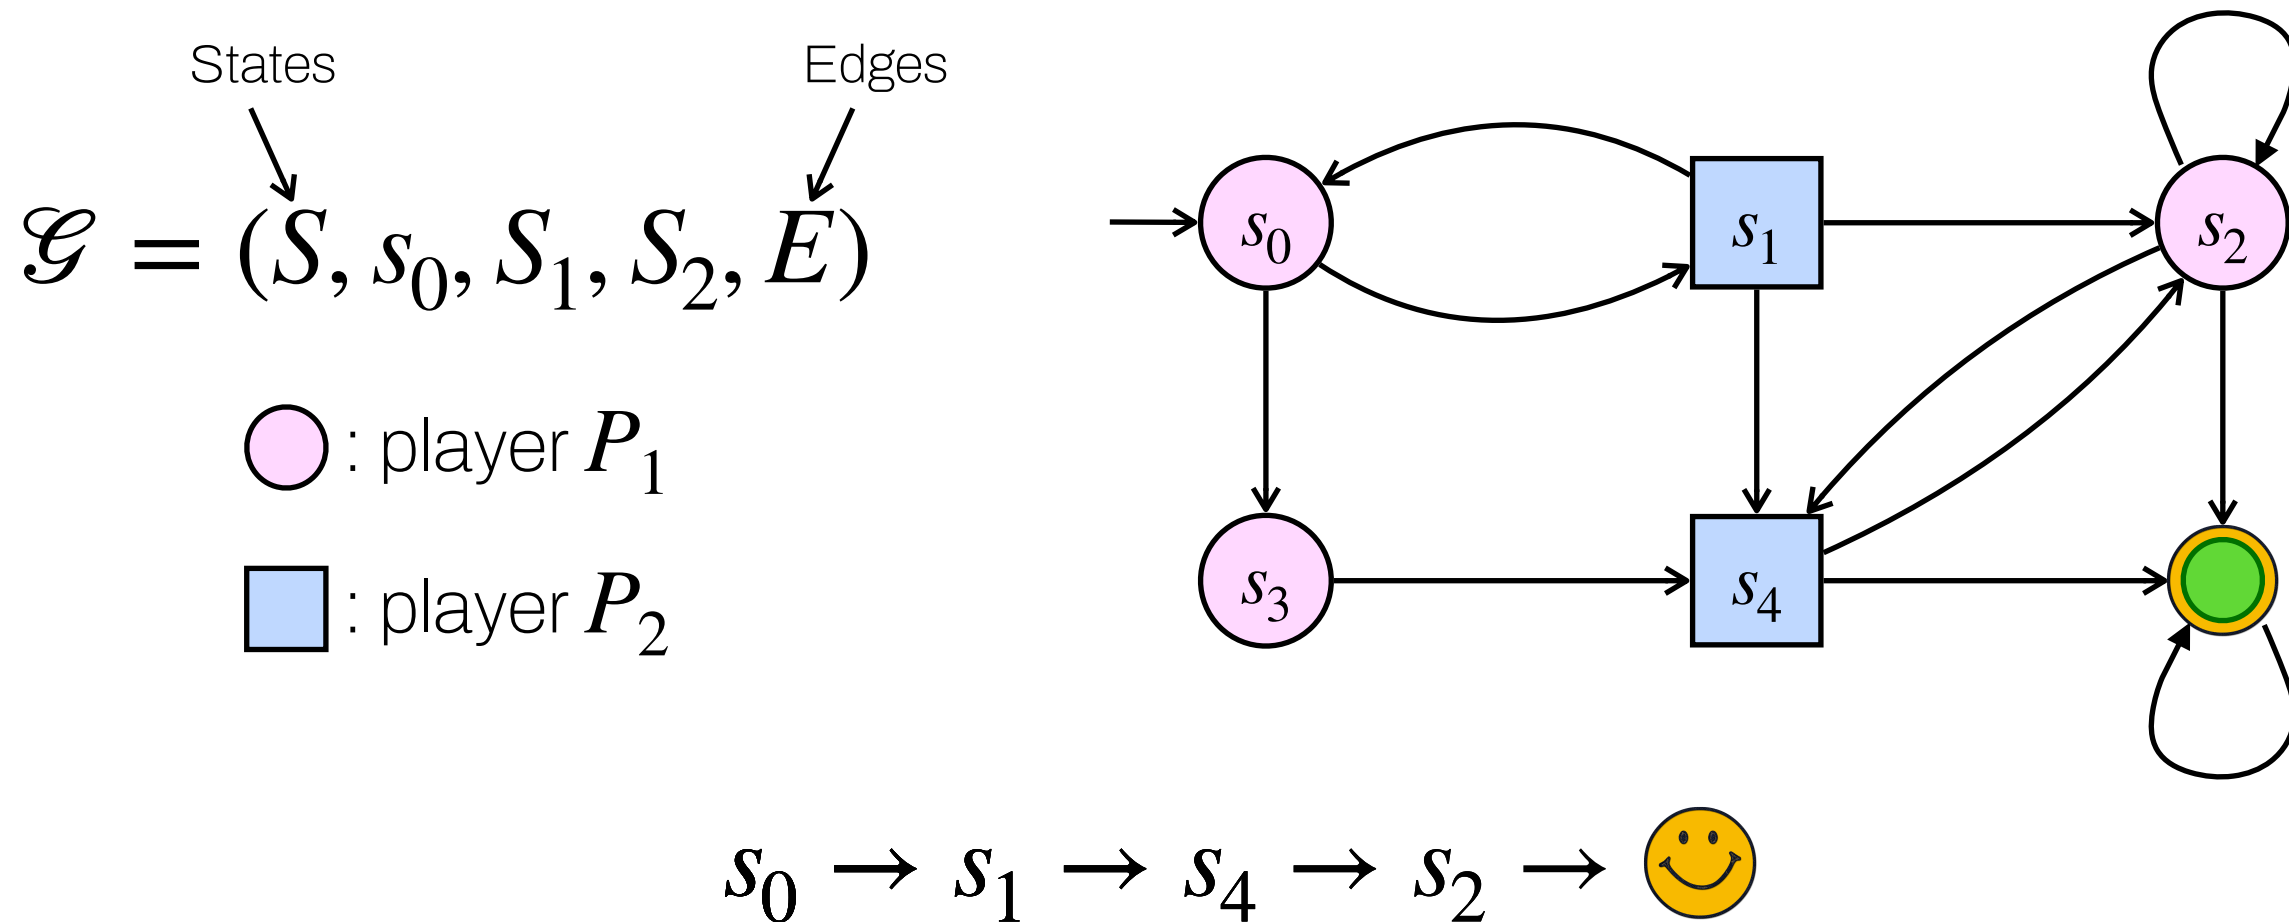 States
Edges
𝒢 = (S, s₀, S₁, S₂, E)
: player P₁
: player P₂
s₀
s₁
s₂
s₃
s₄
s₀ → s₁ → s₄ → s₂ →